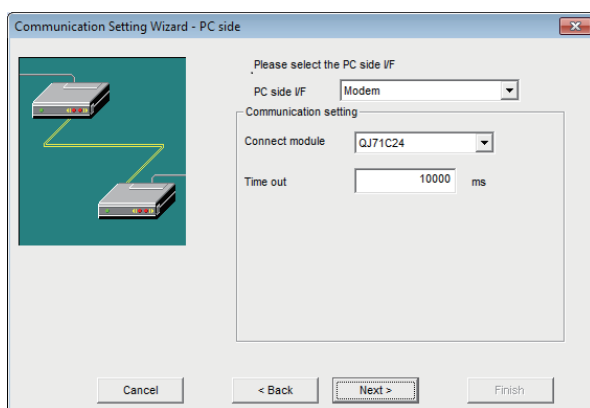 Communication Setting Wizard - PC side
Please select the PC side I/F
PC side I/F Modem
Communication setting
Connect module QJ71C24
Time out 10000 ms
Cancel < Back Next > Finish